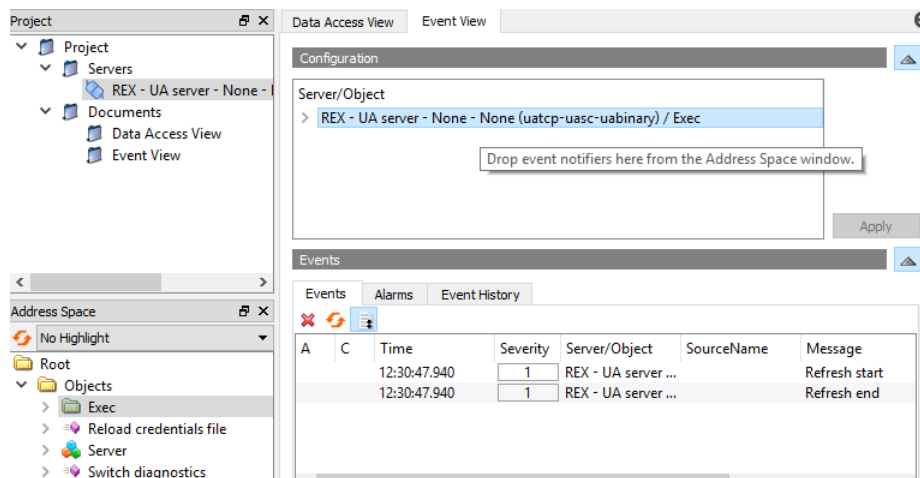 Project
Project
Servers
REX - UA server - None -
Documents
Data Access View
Event View
Address Space
No Highlight
Root
Objects
Exec
Reload credentials file
Server
Switch diagnostics
Data Access View Event View
Configuration
Server/Object
REX - UA server - None - None (uatcp-uasc-uabinary) / Exec
Drop event notifiers here from the Address Space window.
Apply
Events
Events Alarms Event History
A C Time Severity Server/Object SourceName Message
12:30:47.940 1 REX - UA server ... Refresh start
12:30:47.940 1 REX - UA server ... Refresh end